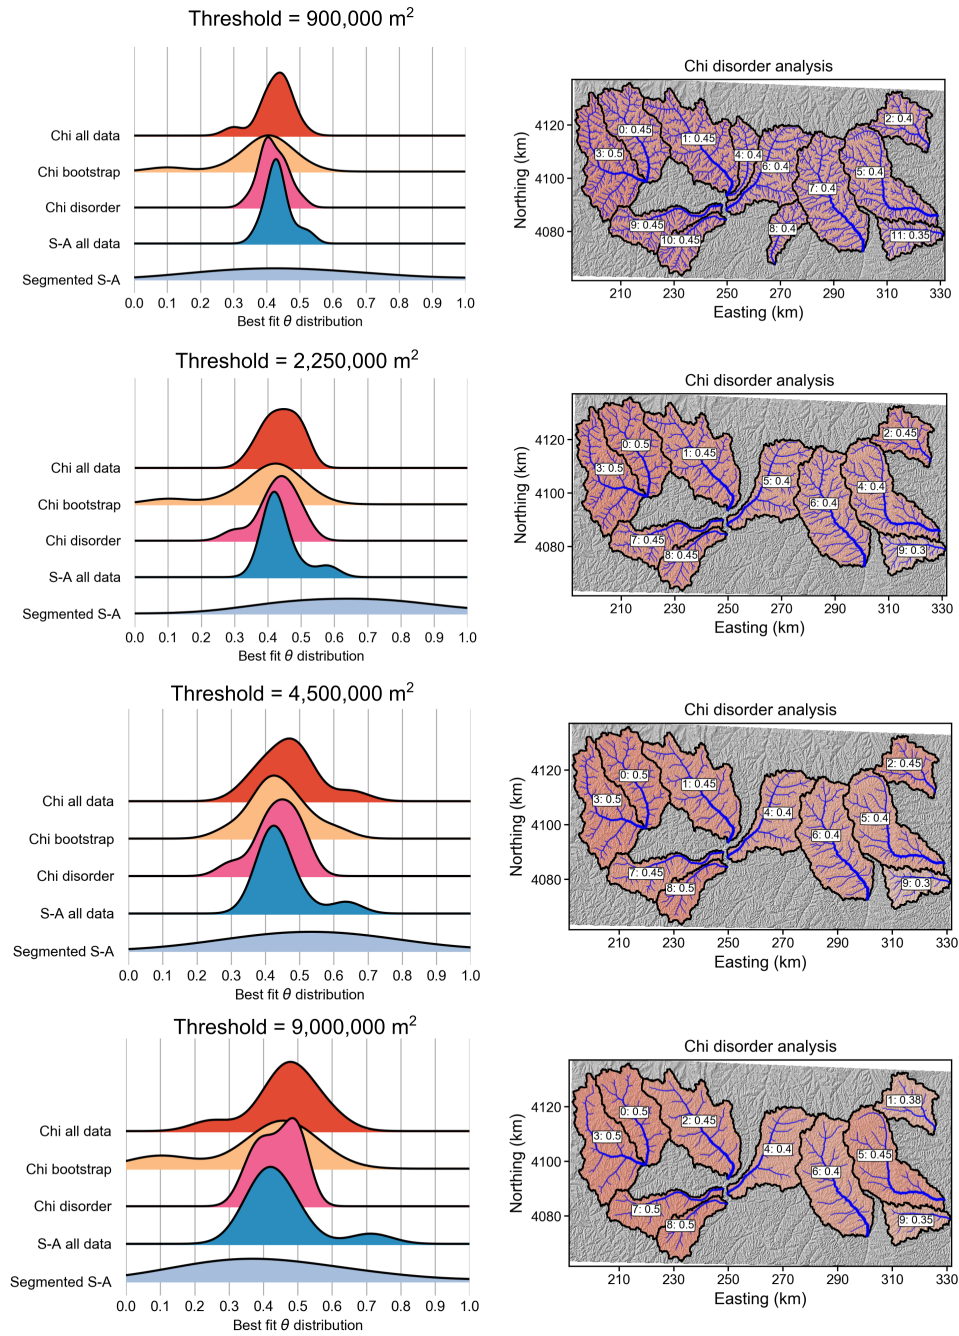 Threshold = 900,000 m²
Chi all data
Chi bootstrap
Chi disorder
S-A all data
Segmented S-A
0.0 0.1 0.2 0.3 0.4 0.5 0.6 0.7 0.8 0.9 1.0
Best fit θ distribution
Chi disorder analysis
Northing (km)
4120
4100
4080
0: 0.45
1: 0.45
2: 0.4
3: 0.5
4: 0.4
6: 0.4
5: 0.4
7: 0.4
9: 0.45
8: 0.4
10: 0.45
11: 0.35
210 230 250 270 290 310 330
Easting (km)
Threshold = 2,250,000 m²
Chi all data
Chi bootstrap
Chi disorder
S-A all data
Segmented S-A
0.0 0.1 0.2 0.3 0.4 0.5 0.6 0.7 0.8 0.9 1.0
Best fit θ distribution
Chi disorder analysis
Northing (km)
4120
4100
4080
2: 0.45
0: 0.5
1: 0.45
3: 0.5
5: 0.4
4: 0.4
6: 0.4
7: 0.45
8: 0.45
9: 0.3
210 230 250 270 290 310 330
Easting (km)
Threshold = 4,500,000 m²
Chi all data
Chi bootstrap
Chi disorder
S-A all data
Segmented S-A
0.0 0.1 0.2 0.3 0.4 0.5 0.6 0.7 0.8 0.9 1.0
Best fit θ distribution
Chi disorder analysis
Northing (km)
4120
4100
4080
2: 0.45
0: 0.5
1: 0.45
3: 0.5
4: 0.4
5: 0.4
6: 0.4
7: 0.45
8: 0.5
9: 0.3
210 230 250 270 290 310 330
Easting (km)
Threshold = 9,000,000 m²
Chi all data
Chi bootstrap
Chi disorder
S-A all data
Segmented S-A
0.0 0.1 0.2 0.3 0.4 0.5 0.6 0.7 0.8 0.9 1.0
Best fit θ distribution
Chi disorder analysis
Northing (km)
4120
4100
4080
1: 0.38
0: 0.5
2: 0.45
3: 0.5
4: 0.4
5: 0.45
6: 0.4
7: 0.5
8: 0.5
9: 0.35
210 230 250 270 290 310 330
Easting (km)